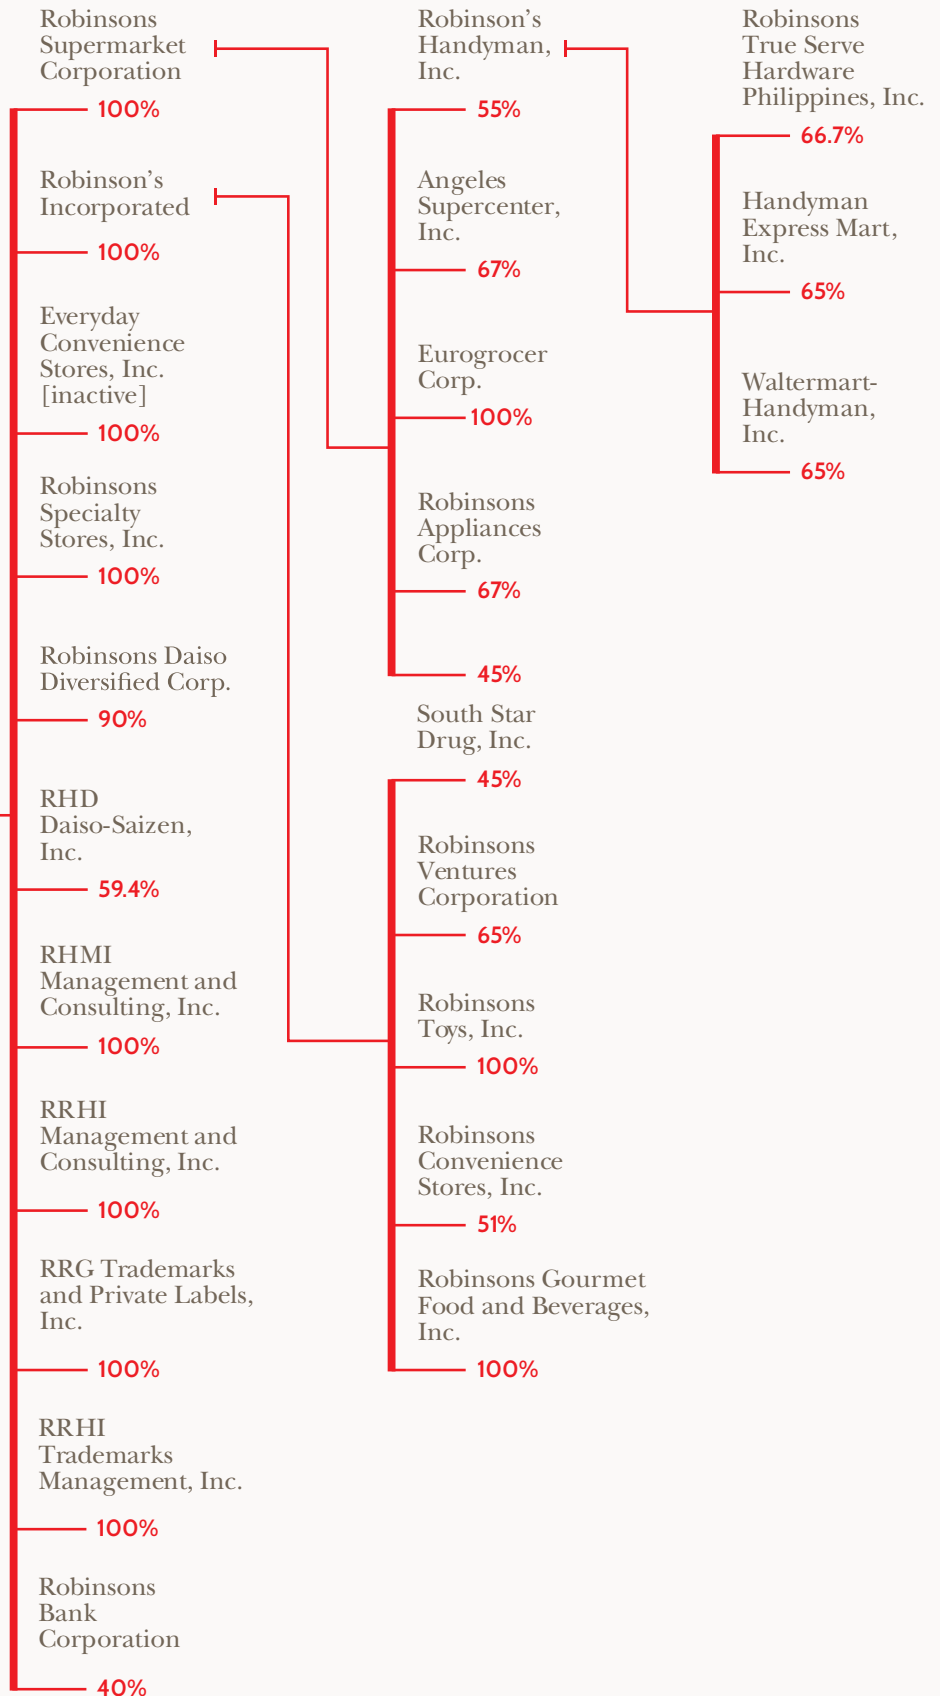 Robinsons
Supermarket
Corporation
100%
Robinson's
Incorporated
100%
Everyday
Convenience
Stores, Inc.
[inactive]
100%
Robinsons
Specialty
Stores, Inc.
100%
Robinsons Daiso
Diversified Corp.
90%
RHD
Daiso-Saizen,
Inc.
59.4%
RHMI
Management and
Consulting, Inc.
100%
RRHI
Management and
Consulting, Inc.
100%
RRG Trademarks
and Private Labels,
Inc.
100%
RRHI
Trademarks
Management, Inc.
100%
Robinsons
Bank
Corporation
40%
Robinson's
Handyman,
Inc.
55%
Angeles
Supercenter,
Inc.
67%
Eurogrocer
Corp.
100%
Robinsons
Appliances
Corp.
67%
45%
South Star
Drug, Inc.
45%
Robinsons
Ventures
Corporation
65%
Robinsons
Toys, Inc.
100%
Robinsons
Convenience
Stores, Inc.
51%
Robinsons Gourmet
Food and Beverages,
Inc.
100%
Robinsons
True Serve
Hardware
Philippines, Inc.
66.7%
Handyman
Express Mart,
Inc.
65%
Waltermart-
Handyman,
Inc.
65%